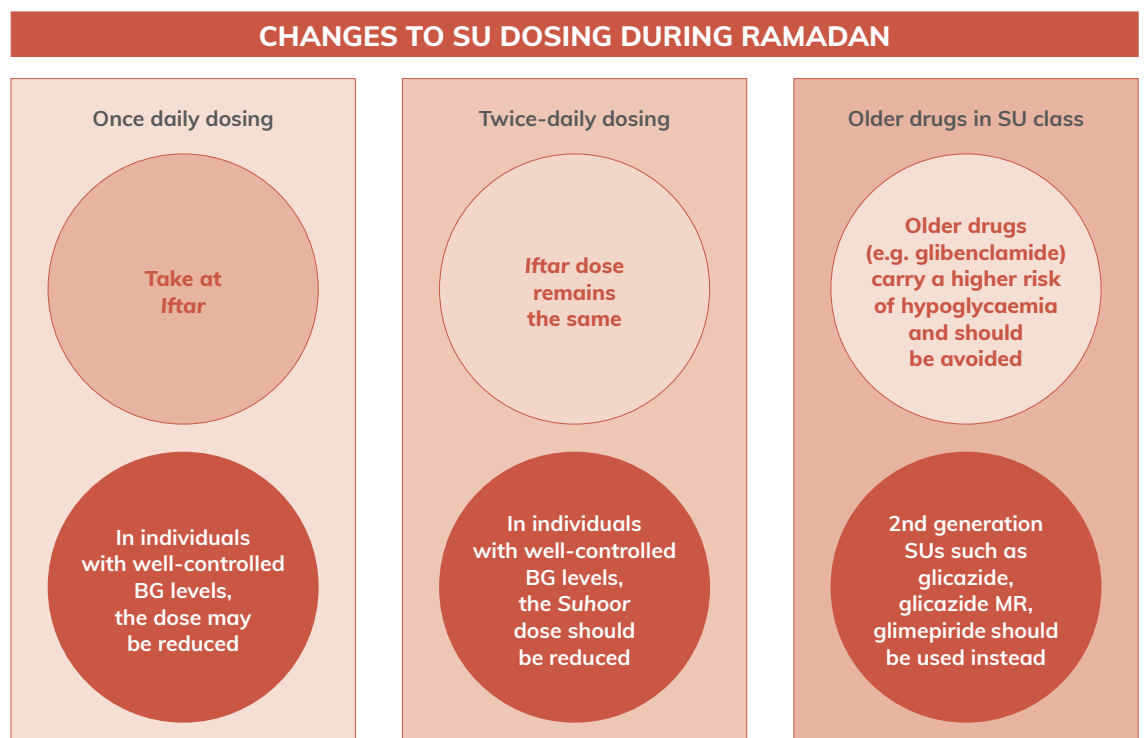 CHANGES TO SU DOSING DURING RAMADAN
Once daily dosing
Take at
Iftar
In individuals
with well-controlled
BG levels,
the dose may
be reduced
Twice-daily dosing
Iftar dose
remains
the same
In individuals
with well-controlled
BG levels,
the Suhoor
dose should
be reduced
Older drugs in SU class
Older drugs
(e.g. glibenclamide)
carry a higher risk
of hypoglycaemia
and should
be avoided
2nd generation
SUs such as
glicazide,
glicazide MR,
glimepiride should
be used instead